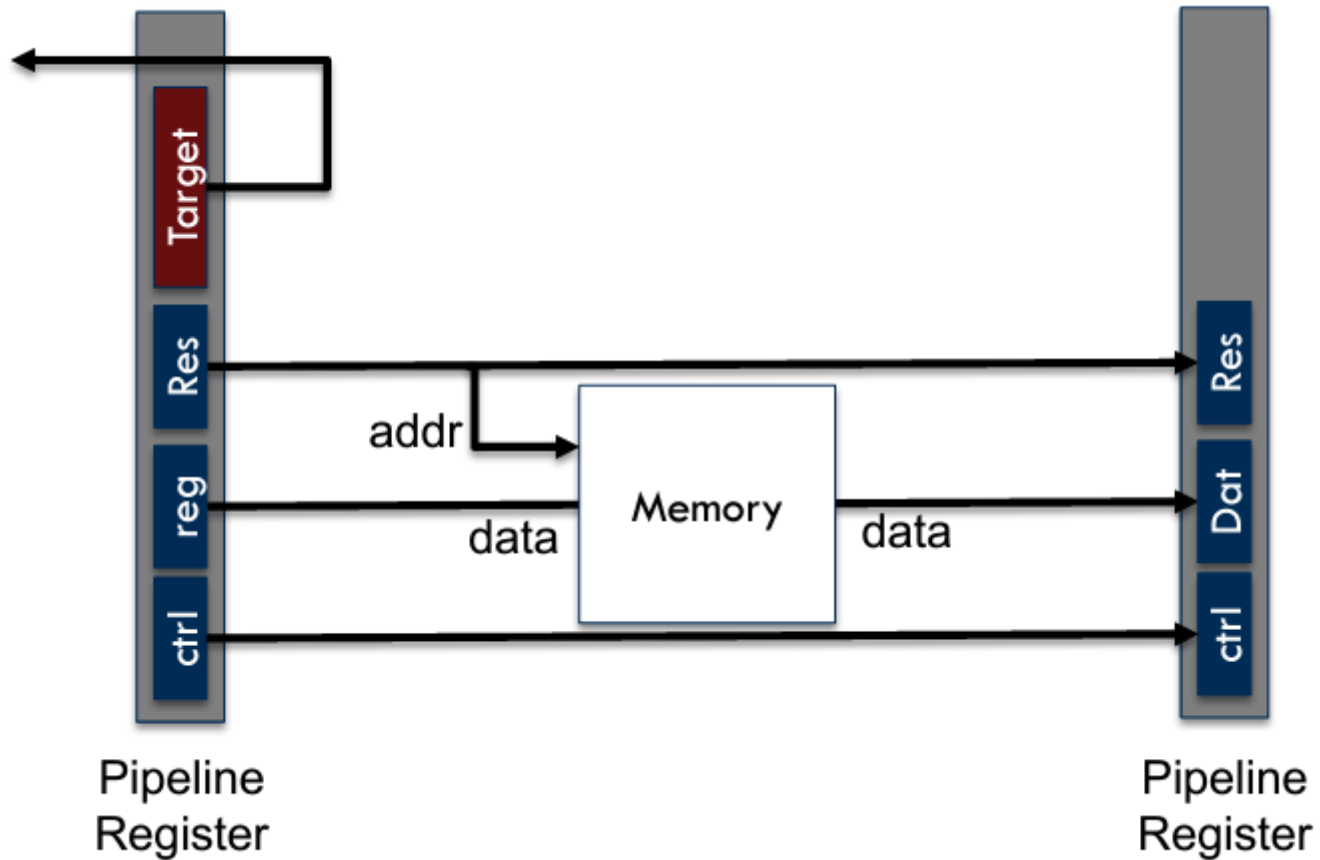 Target
Res
reg
ctrl
addr
data
Memory
data
Res
Dat
ctrl
Pipeline
Register
Pipeline
Register